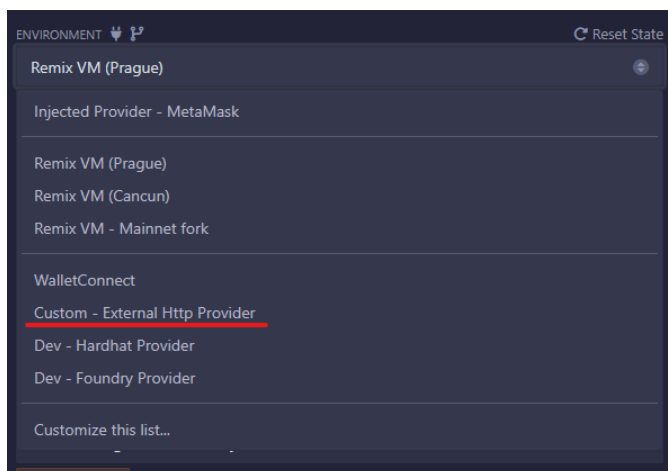 ENVIRONMENT Reset State
Remix VM (Prague)
Injected Provider - MetaMask
Remix VM (Prague)
Remix VM (Cancun)
Remix VM - Mainnet fork
WalletConnect
Custom - External Http Provider
Dev - Hardhat Provider
Dev - Foundry Provider
Customize this list...